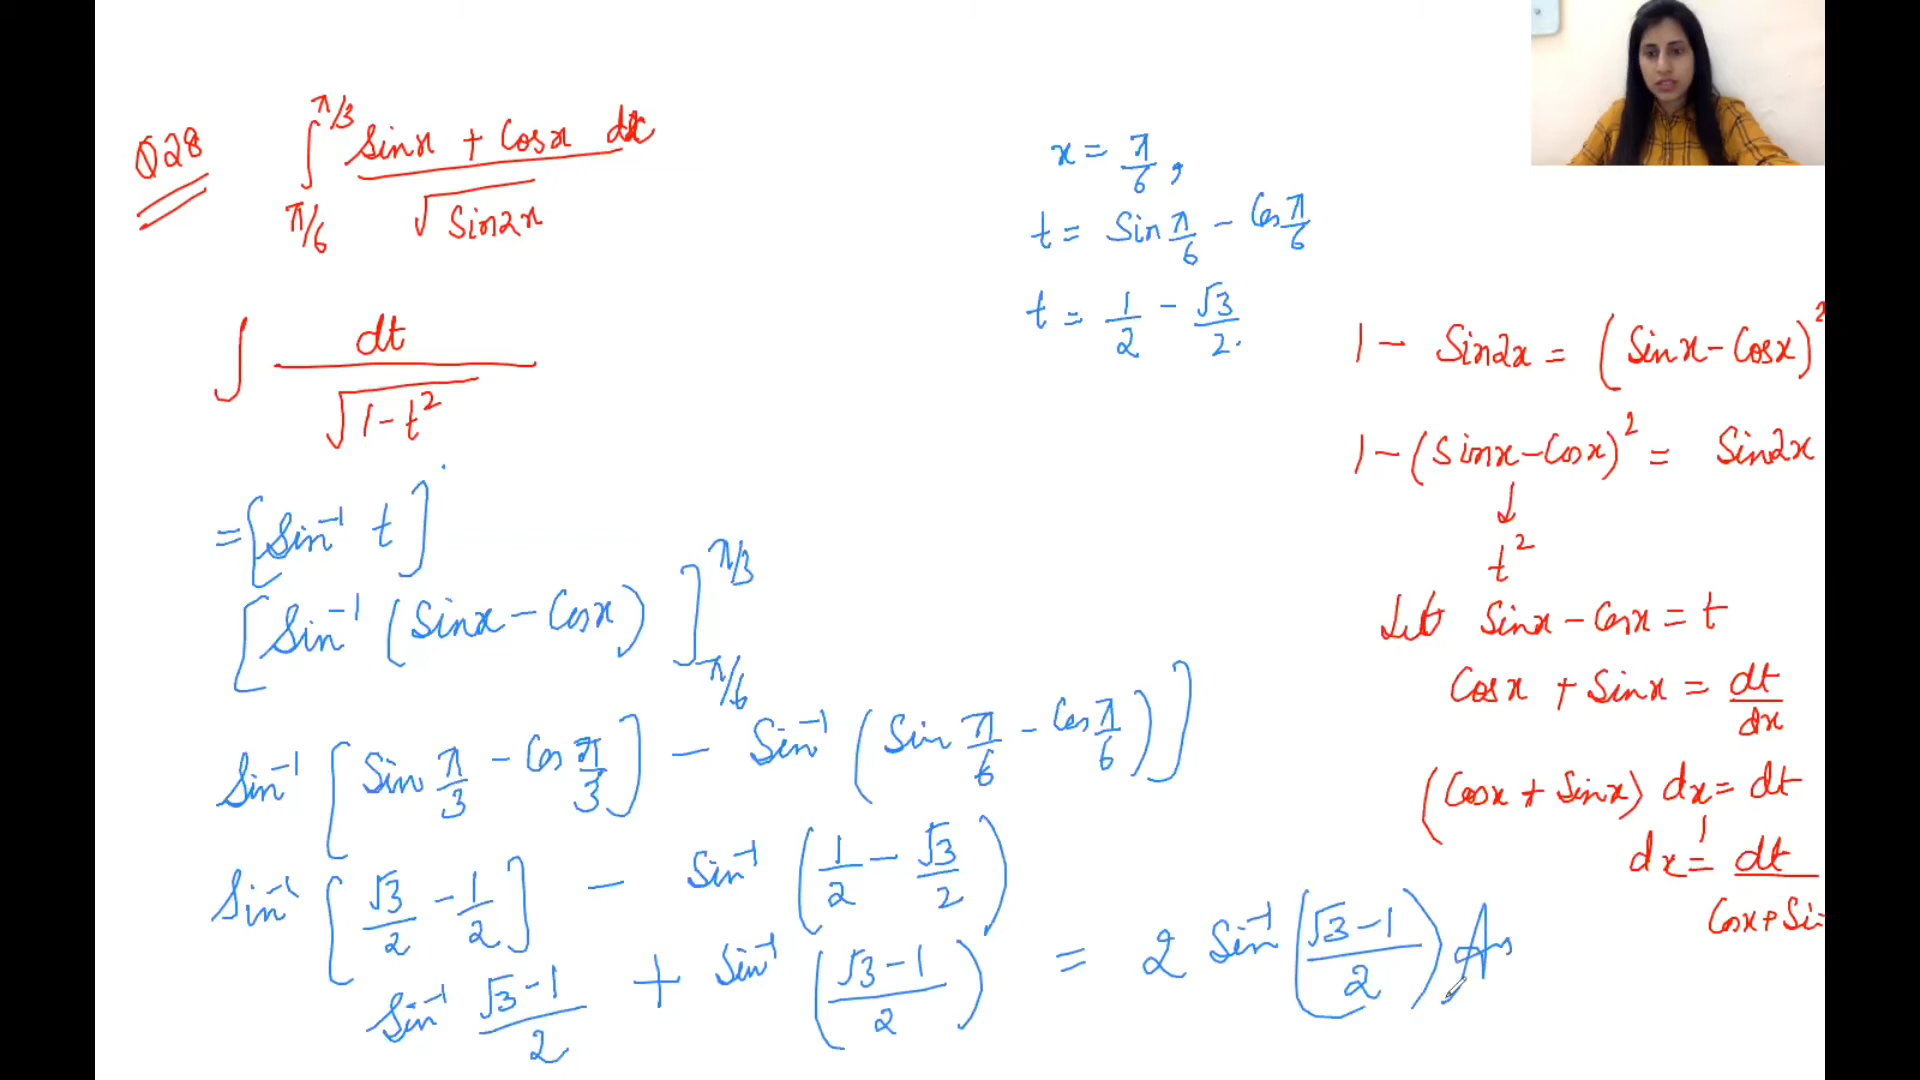 Q28 ∫_{π/6}^{π/3} (Sinx + Cosx dx) / √Sin2x
∫ dt / √(1-t²)
= [Sin⁻¹ t]
[Sin⁻¹ (Sinx - Cosx)]_{π/6}^{π/3}
Sin⁻¹ [Sin π/3 - Cos π/3] - Sin⁻¹ (Sin π/6 - Cos π/6)]
Sin⁻¹ [√3/2 - 1/2] - Sin⁻¹ (1/2 - √3/2)
Sin⁻¹ (√3-1)/2 + Sin⁻¹ ((√3-1)/2) = 2 Sin⁻¹ ((√3-1)/2) Ans
x = π/6,
t = Sin π/6 - Cos π/6
t = 1/2 - √3/2.
1 - Sin2x = (Sinx - Cosx)²
1 - (Sinx - Cosx)² = Sin2x
↓
t²
Let Sinx - Cosx = t
Cosx + Sinx = dt/dx
(Cosx + Sinx) dx = dt
dx = dt / Cosx + Si